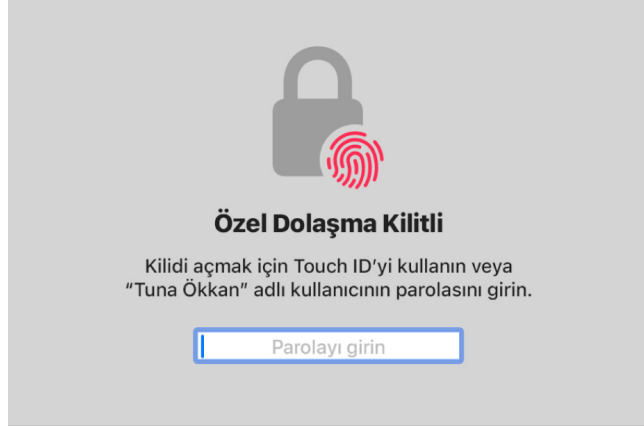 Özel Dolaşma Kilitli
Kilidi açmak için Touch ID’yi kullanın veya
“Tuna Ökkan” adlı kullanıcının parolasını girin.
Parolayı girin